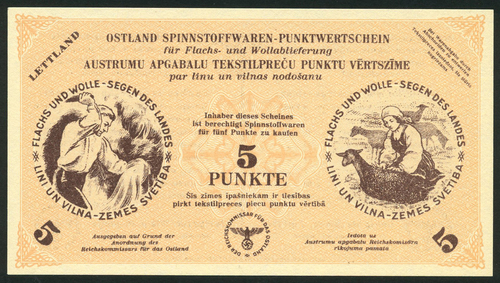 LETTLAND
OSTLAND SPINNSTOFFWAREN-PUNKTWERTSCHEIN
für Flachs- und Wollablieferung
AUSTRUMU APGABALU TEKSTILPREČU PUNKTU VĒRTSZĪME
par linu un vilnas nodošanu
FLACHS UND WOLLE - SEGEN DES LANDES
LINI UN VILNA - ZEMES SVĒTĪBA
Inhaber dieses Scheines
ist berechtigt Spinnstoffwaren
für fünf Punkte zu kaufen
5
PUNKTE
Šis zīmes īpašniekam ir tiesības
pirkt tekstilpreces piecu punktu vērtībā
FLACHS UND WOLLE - SEGEN DES LANDES
LINI UN VILNA - ZEMES SVĒTĪBA
5
Ausgegeben auf Grund der
Anordnung des
Reichskommissars für das Ostland
DER REICHSKOMMISSAR FÜR DAS OSTLAND
Izdota uz
Austrumu apgabalu Reichskomisāra
rīkojuma pamata
5